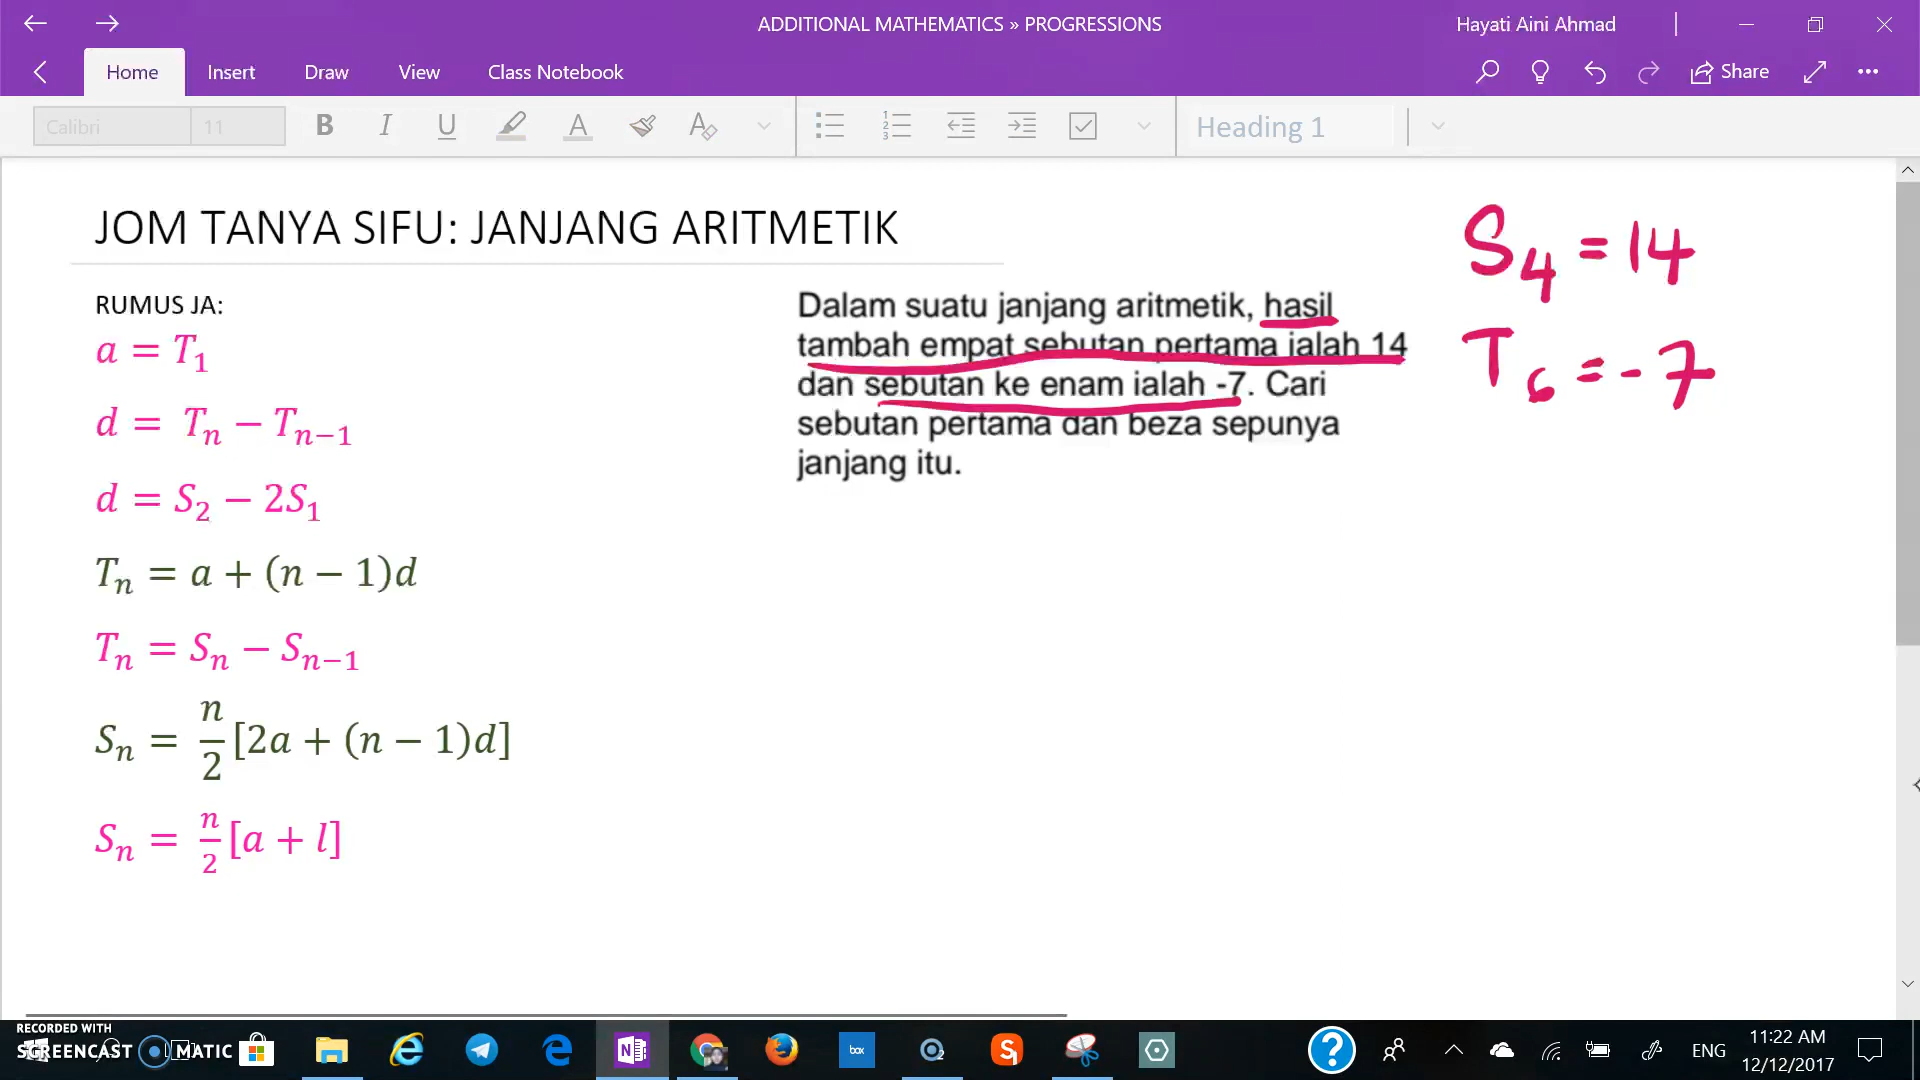 ADDITIONAL MATHEMATICS » PROGRESSIONS
Hayati Aini Ahmad
Home Insert Draw View Class Notebook
Share
Calibri 11 B I U A A Heading 1
JOM TANYA SIFU: JANJANG ARITMETIK
RUMUS JA:
a = T₁
d = Tₙ − Tₙ₋₁
d = S₂ − 2S₁
Tₙ = a + (n − 1)d
Tₙ = Sₙ − Sₙ₋₁
Sₙ = n/2 [2a + (n − 1)d]
Sₙ = n/2 [a + l]
Dalam suatu janjang aritmetik, hasil
tambah empat sebutan pertama ialah 14
dan sebutan ke enam ialah -7. Cari
sebutan pertama dan beza sepunya
janjang itu.
S₄ = 14
T₆ = -7
RECORDED WITH
SCREENCAST MATIC
N
box
?
ENG
11:22 AM
12/12/2017